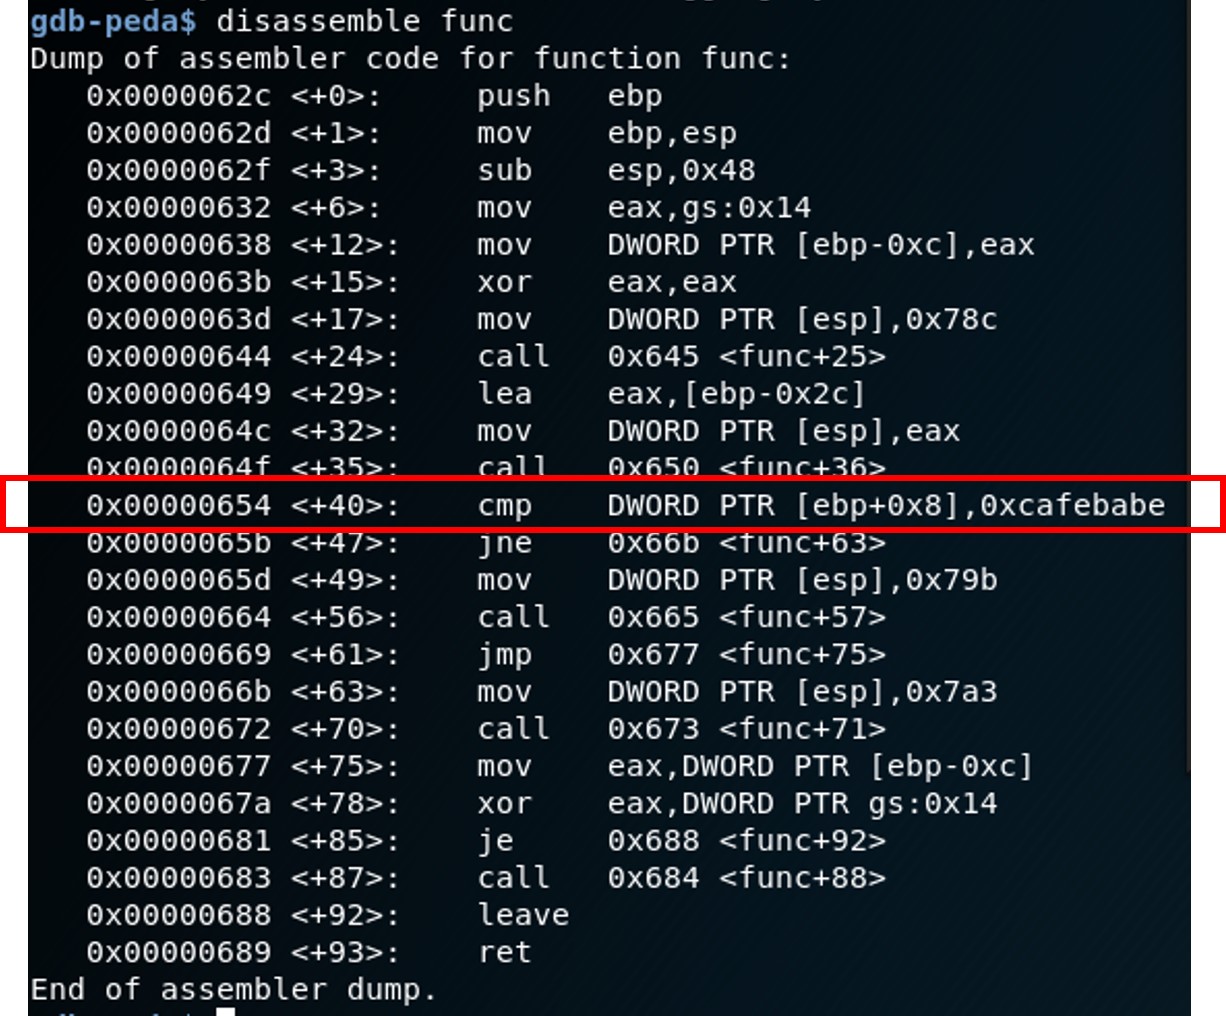 gdb-peda$ disassemble func
Dump of assembler code for function func:
0x0000062c <+0>: push ebp
0x0000062d <+1>: mov ebp,esp
0x0000062f <+3>: sub esp,0x48
0x00000632 <+6>: mov eax,gs:0x14
0x00000638 <+12>: mov DWORD PTR [ebp-0xc],eax
0x0000063b <+15>: xor eax,eax
0x0000063d <+17>: mov DWORD PTR [esp],0x78c
0x00000644 <+24>: call 0x645 <func+25>
0x00000649 <+29>: lea eax,[ebp-0x2c]
0x0000064c <+32>: mov DWORD PTR [esp],eax
0x0000064f <+35>: call 0x650 <func+36>
0x00000654 <+40>: cmp DWORD PTR [ebp+0x8],0xcafebabe
0x0000065b <+47>: jne 0x66b <func+63>
0x0000065d <+49>: mov DWORD PTR [esp],0x79b
0x00000664 <+56>: call 0x665 <func+57>
0x00000669 <+61>: jmp 0x677 <func+75>
0x0000066b <+63>: mov DWORD PTR [esp],0x7a3
0x00000672 <+70>: call 0x673 <func+71>
0x00000677 <+75>: mov eax,DWORD PTR [ebp-0xc]
0x0000067a <+78>: xor eax,DWORD PTR gs:0x14
0x00000681 <+85>: je 0x688 <func+92>
0x00000683 <+87>: call 0x684 <func+88>
0x00000688 <+92>: leave
0x00000689 <+93>: ret
End of assembler dump.